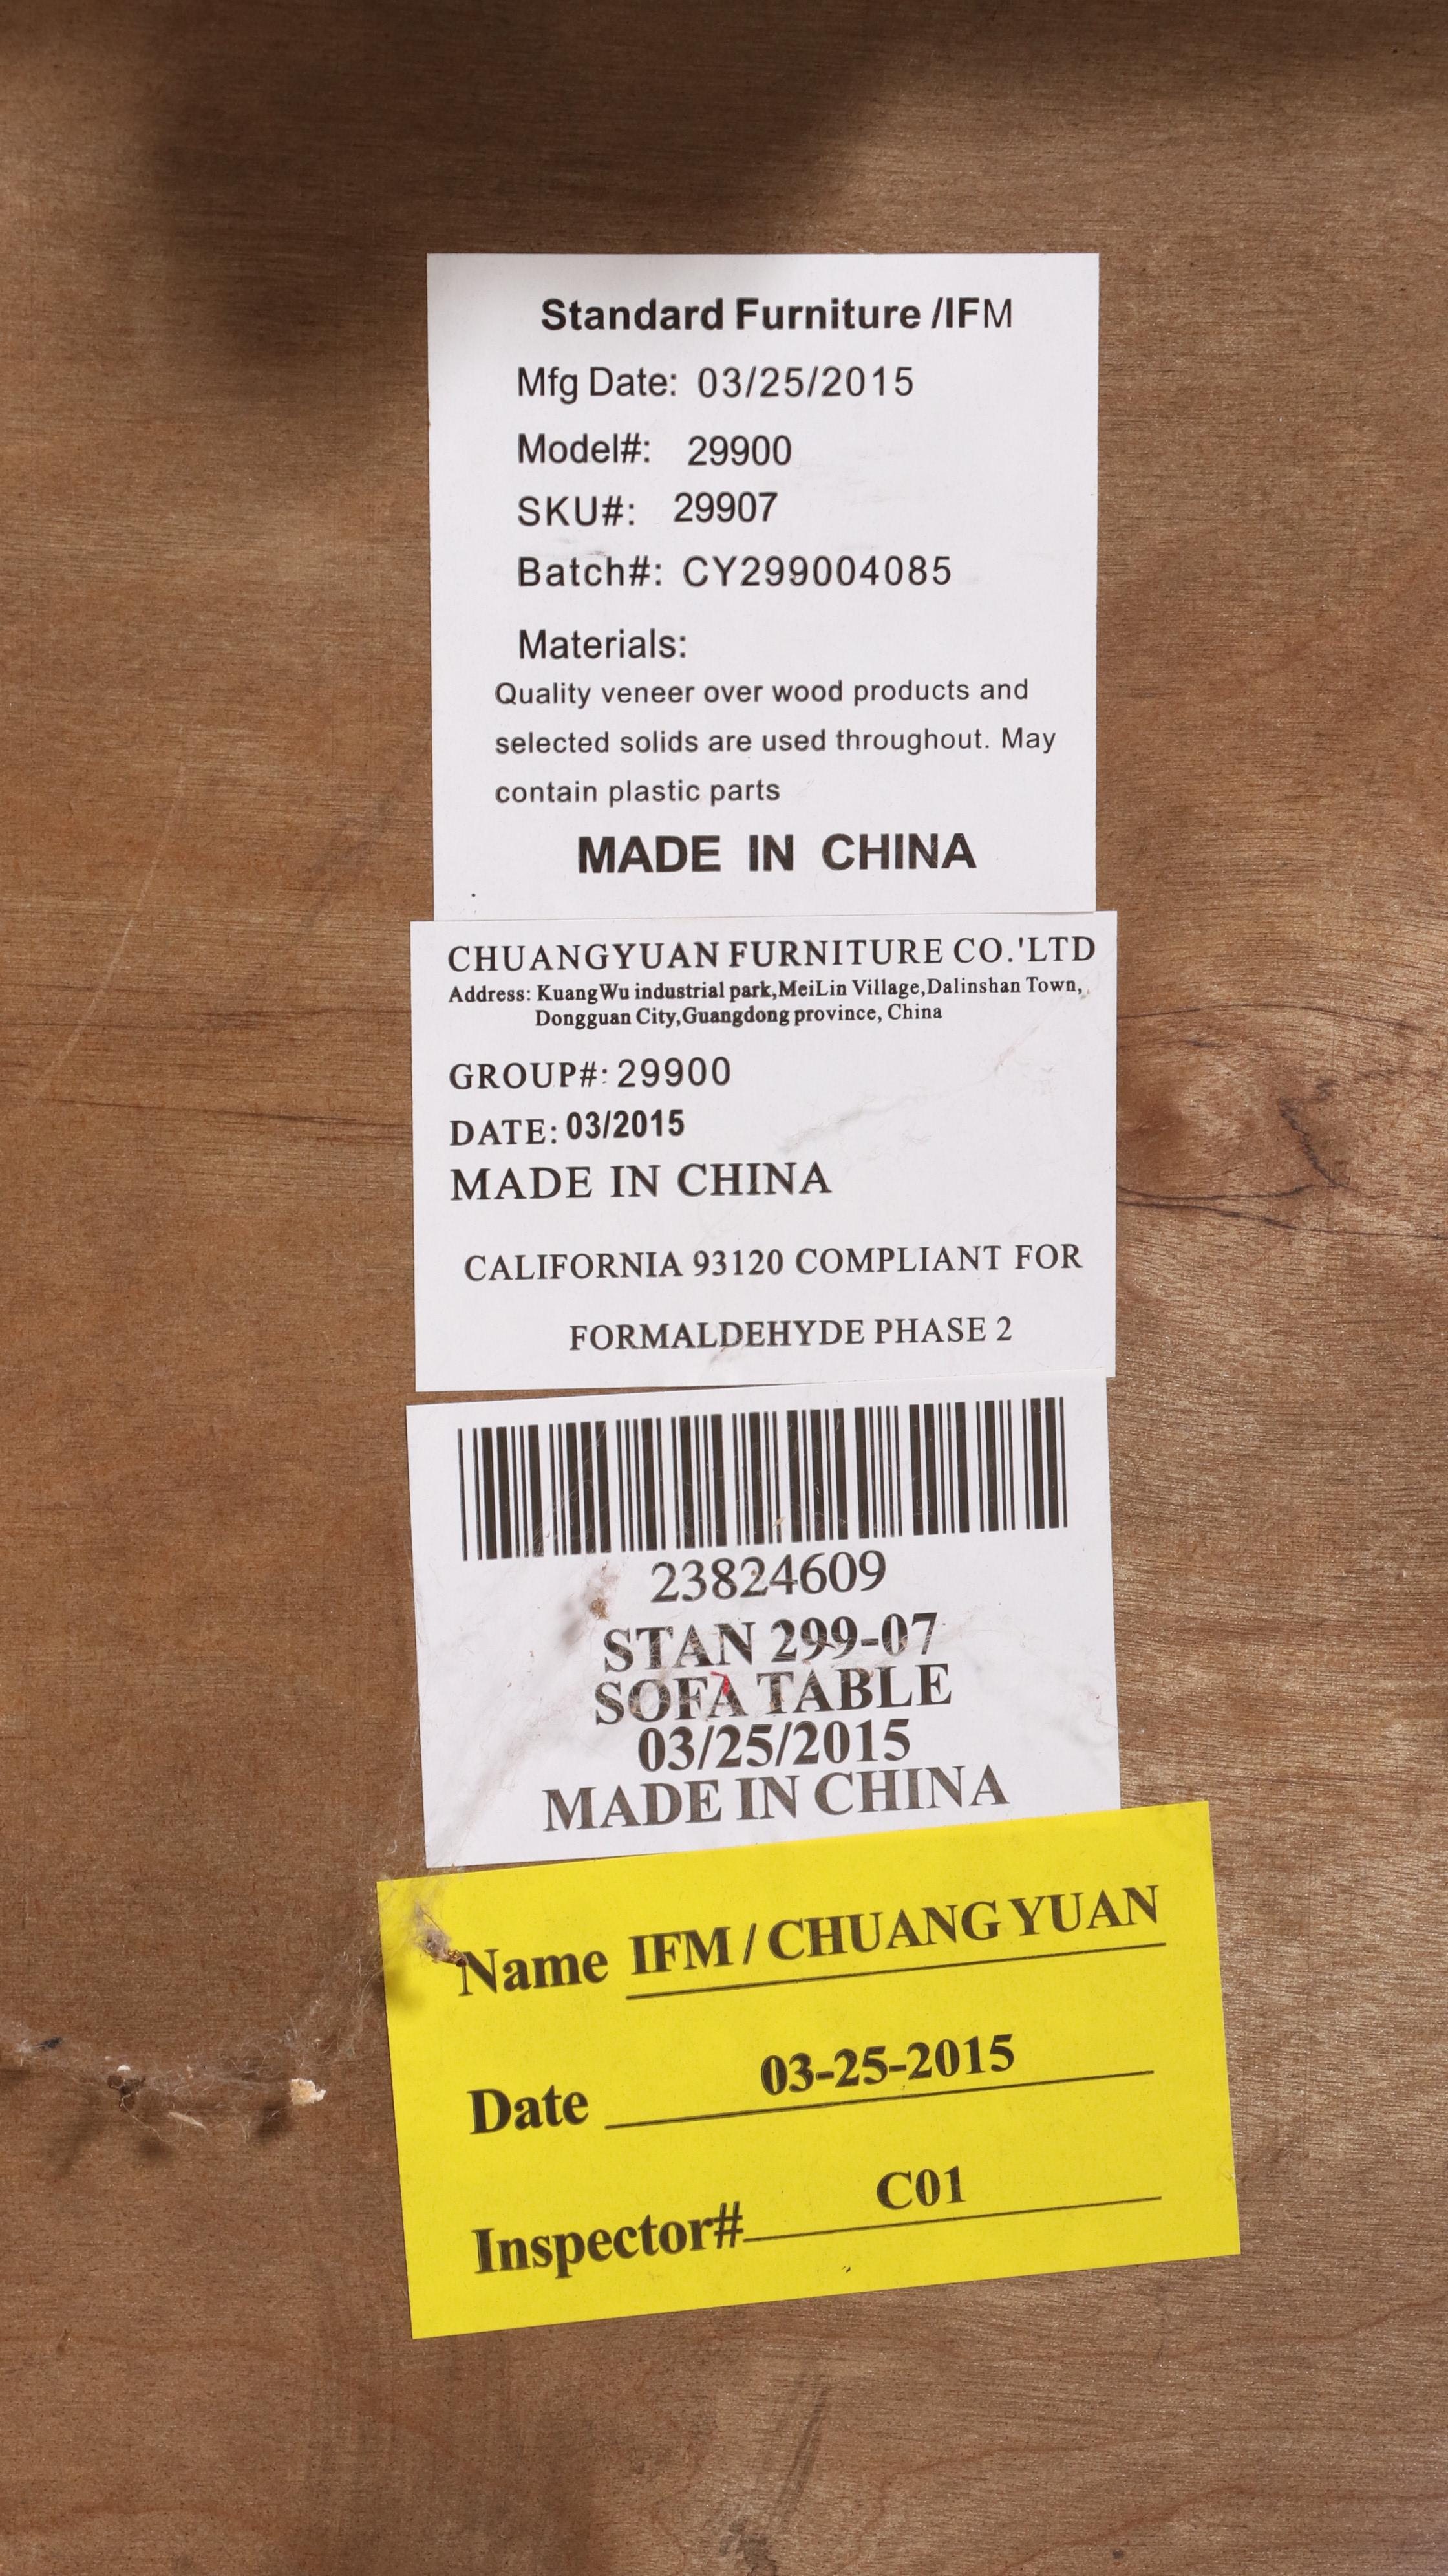 Standard Furniture /IFM
Mfg Date: 03/25/2015
Model#: 29900
SKU#: 29907
Batch#: CY299004085
Materials:
Quality veneer over wood products and
selected solids are used throughout. May
contain plastic parts
MADE IN CHINA
CHUANGYUAN FURNITURE CO.'LTD
Address: KuangWu industrial park,MeiLin Village,Dalinshan Town,
Dongguan City,Guangdong province, China
GROUP#: 29900
DATE: 03/2015
MADE IN CHINA
CALIFORNIA 93120 COMPLIANT FOR
FORMALDEHYDE PHASE 2
23824609
STAN 299-07
SOFA TABLE
03/25/2015
MADE IN CHINA
Name IFM / CHUANG YUAN
Date 03-25-2015
Inspector# C01